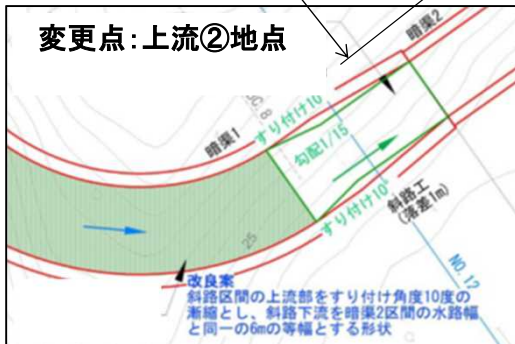 変更点：上流②地点
暗渠2
すり付け10°
暗渠1
勾配1/15
斜路工
(落差1m)
すり付け10°
25
NO.12
改良案
斜路区間の上流部をすり付け角度10度の
漸縮とし、斜路下流を暗渠2区間の水路幅
と同一の6mの等幅とする形状